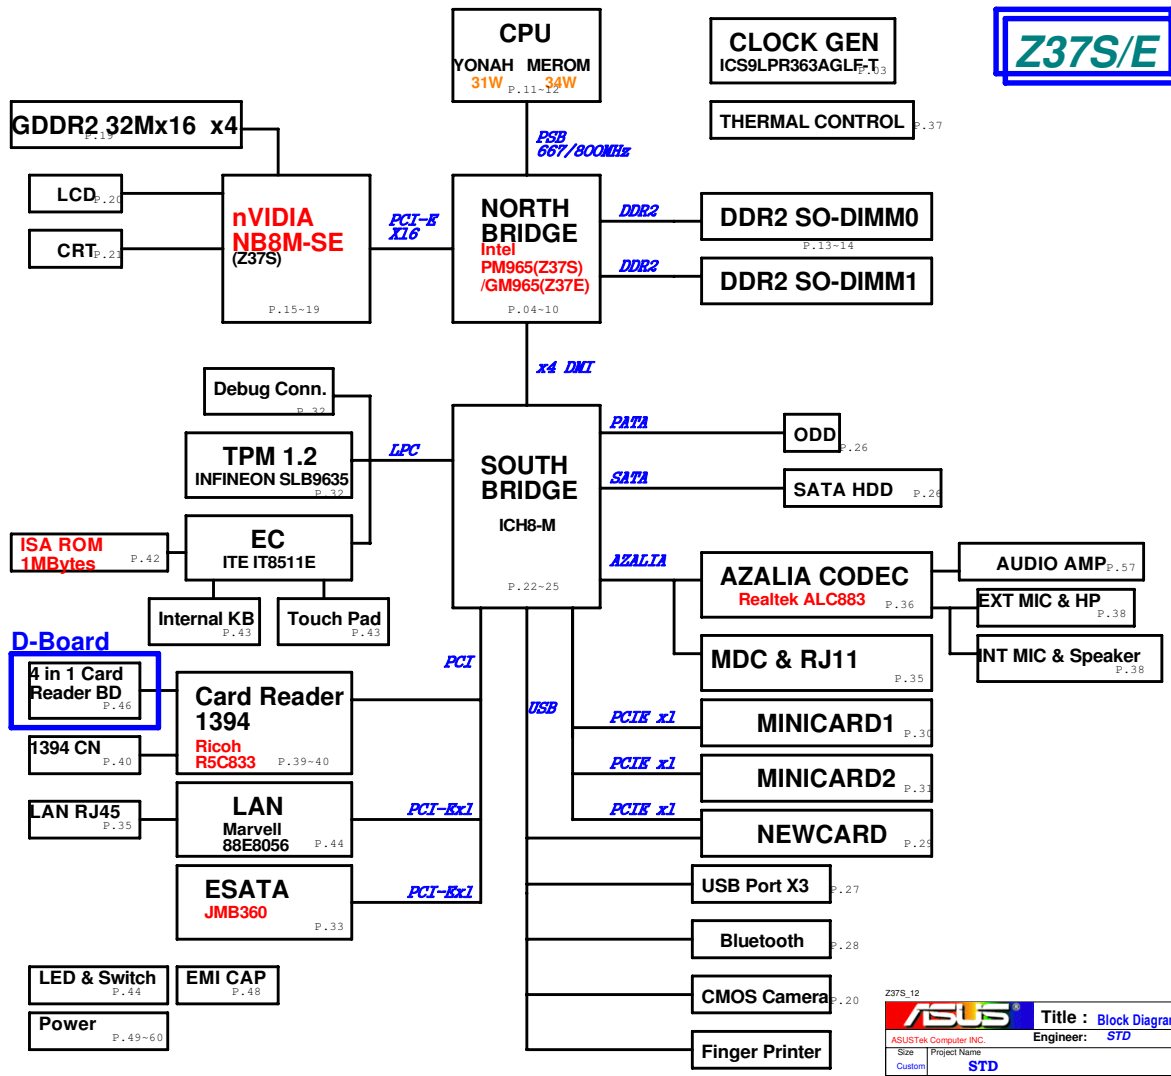 CPU
YONAH MEROM
31W 34W
P.11~12
CLOCK GEN
ICS9LPR363AGLF-T
P.03
Z37S/E
THERMAL CONTROL
P.37
GDDR2 32Mx16 x4
P.19
PSB
667/800MHz
LCD
P.20
CRT
P.21
nVIDIA
NB8M-SE
(Z37S)
P.15~19
PCI-E
X16
NORTH
BRIDGE
Intel
PM965(Z37S)
/GM965(Z37E)
P.04~10
DDR2
DDR2 SO-DIMM0
P.13~14
DDR2
DDR2 SO-DIMM1
x4 DMI
Debug Conn.
P.32
TPM 1.2
INFINEON SLB9635
P.32
LPC
SOUTH
BRIDGE
ICH8-M
P.22~25
PATA
ODD
P.26
SATA
SATA HDD
P.26
ISA ROM
1MBytes
P.42
EC
ITE IT8511E
Internal KB
P.43
Touch Pad
P.43
AZALIA
AZALIA CODEC
Realtek ALC883
P.36
AUDIO AMP
P.57
EXT MIC & HP
P.38
INT MIC & Speaker
P.38
MDC & RJ11
P.35
D-Board
4 in 1 Card
Reader BD
P.46
1394 CN
P.40
Card Reader
1394
Ricoh
R5C833
P.39~40
PCI
USB
PCIE x1
MINICARD1
P.30
PCIE x1
MINICARD2
P.31
PCIE x1
NEWCARD
P.29
LAN RJ45
P.35
LAN
Marvell
88E8056
P.44
PCI-Ex1
ESATA
JMB360
P.33
PCI-Ex1
USB Port X3
P.27
Bluetooth
P.28
CMOS Camera
P.20
Finger Printer
LED & Switch
P.44
EMI CAP
P.48
Power
P.49~60
Z37S_12
ASUS®
ASUSTek Computer INC.
Title : Block Diagram
Engineer: STD
Size
Custom
Project Name
STD